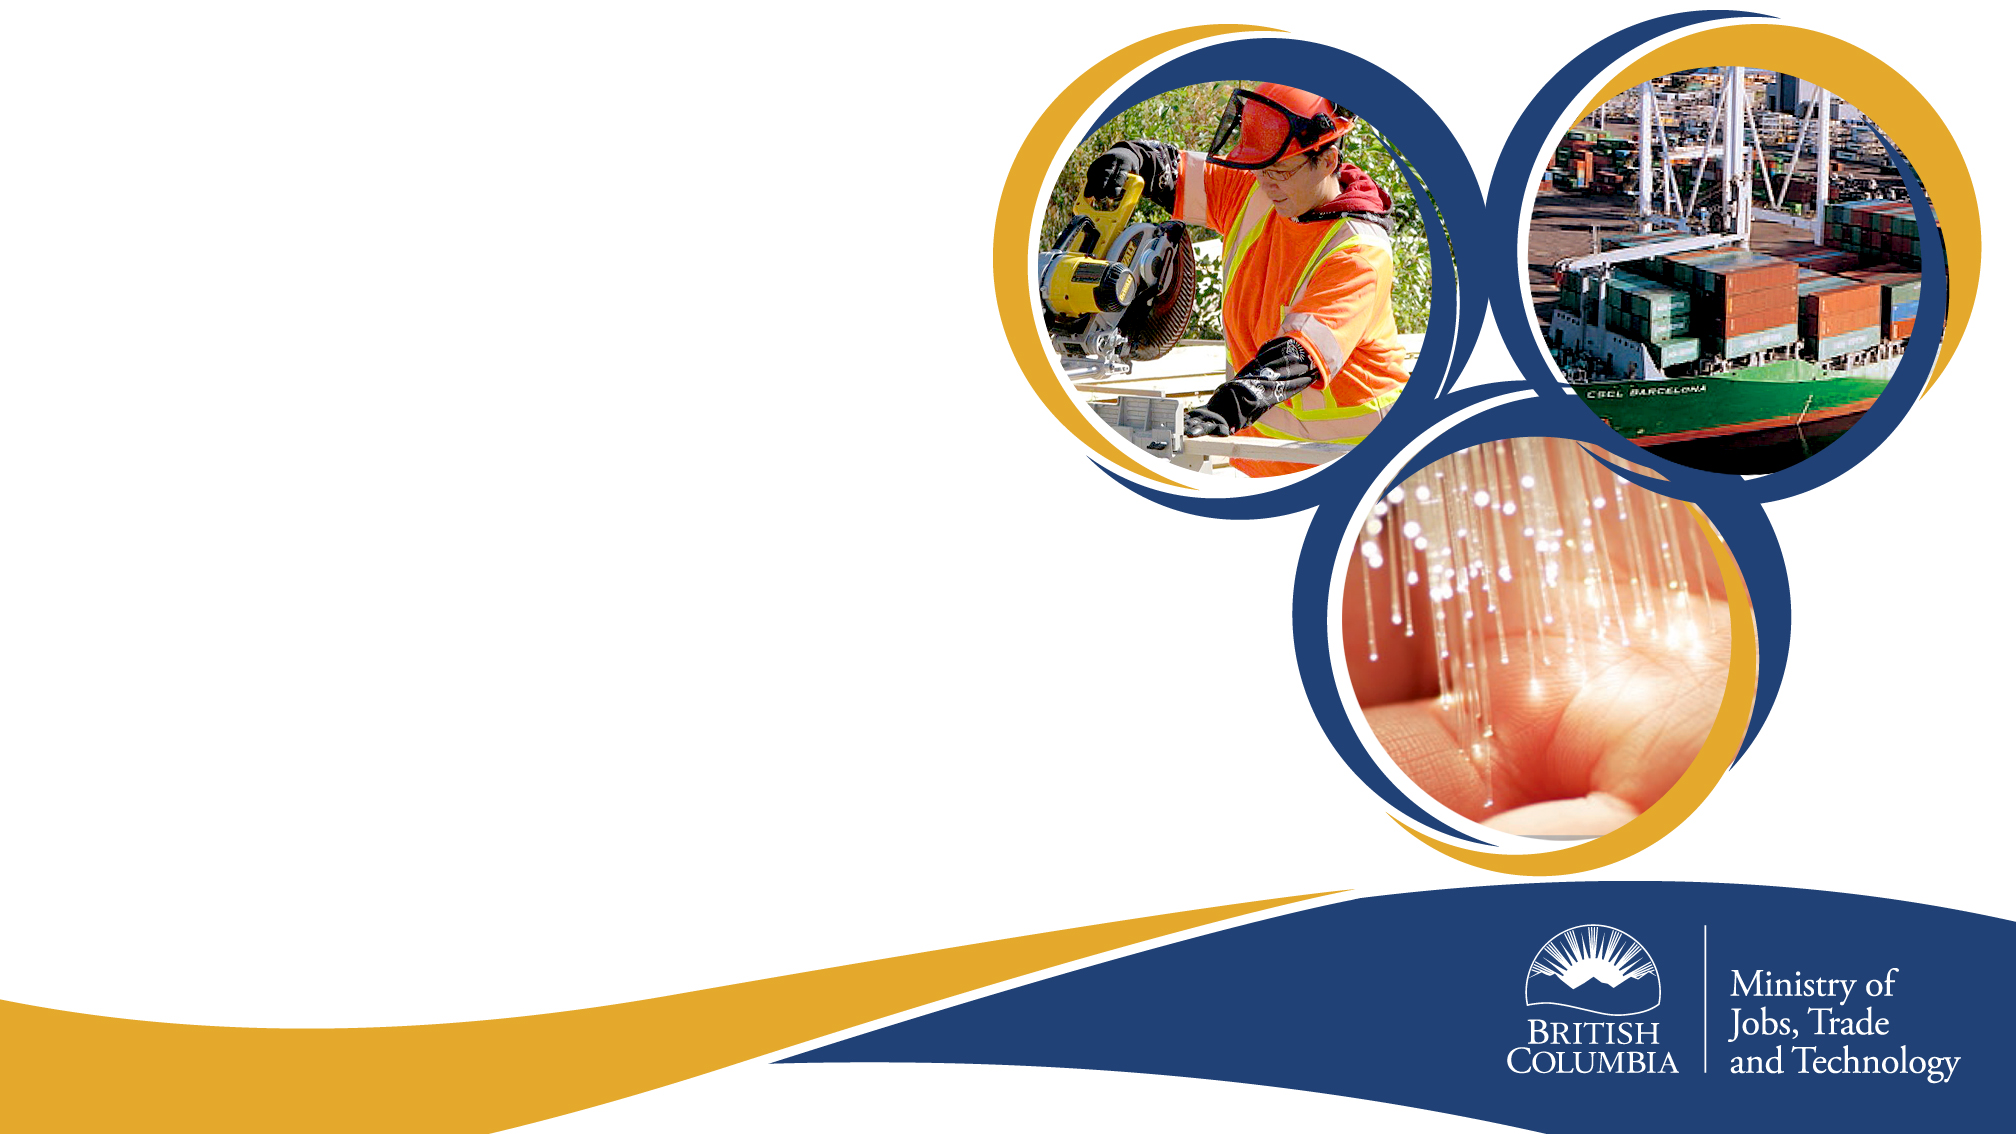 CSCL BARCELONA
BRITISH
COLUMBIA
Ministry of
Jobs, Trade
and Technology